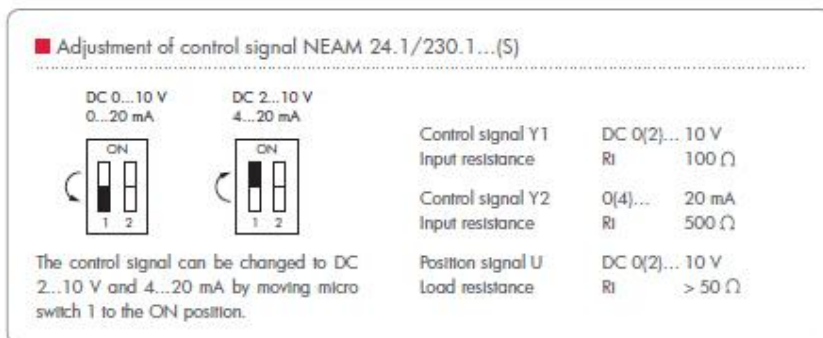 Adjustment of control signal NEAM 24.1/230.1...(S)
DC 0...10 V
0...20 mA
ON
1 2
DC 2...10 V
4...20 mA
ON
1 2
The control signal can be changed to DC
2...10 V and 4...20 mA by moving micro
switch 1 to the ON position.
Control signal Y1 DC 0(2)... 10 V
Input resistance Ri 100 Ω
Control signal Y2 0(4)... 20 mA
Input resistance Ri 500 Ω
Position signal U DC 0(2)... 10 V
Load resistance Ri > 50 Ω